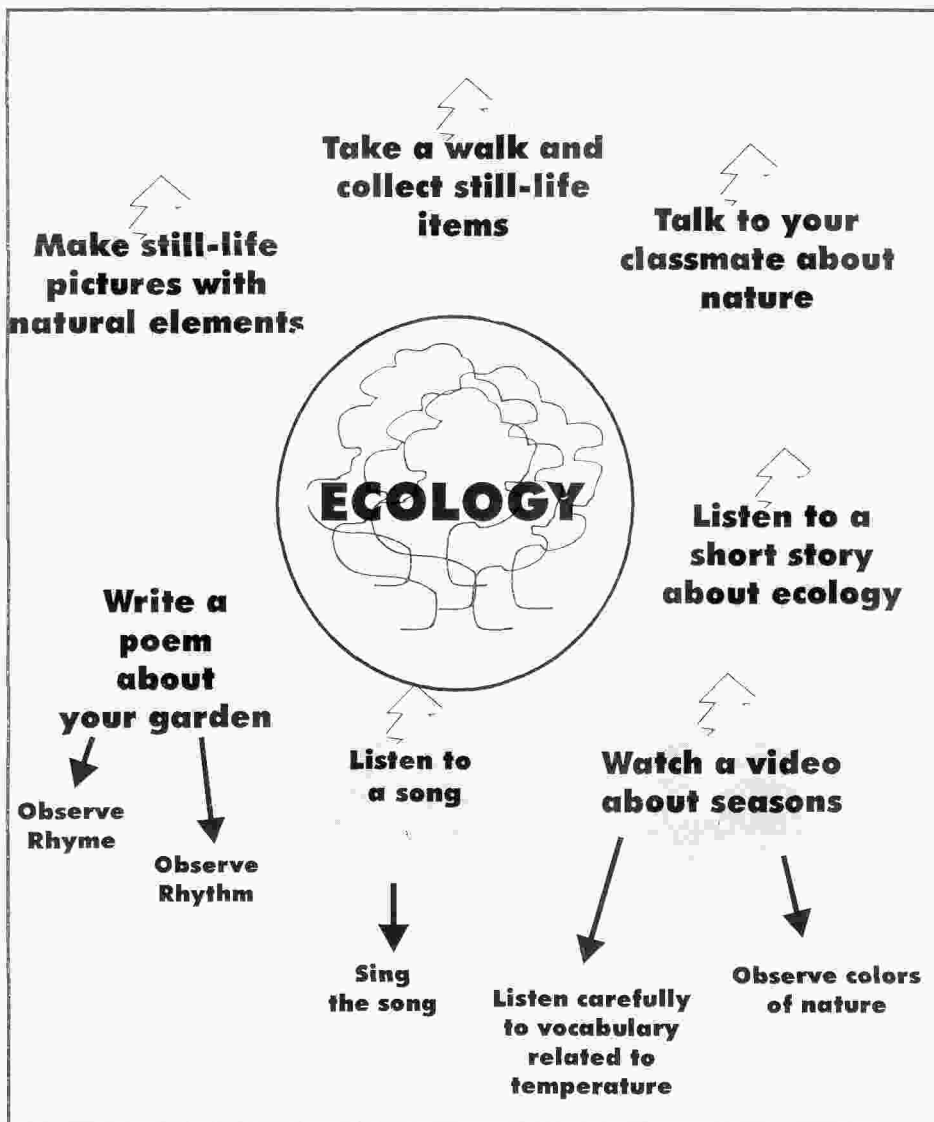 Take a walk and
collect still-life
items
Make still-life
pictures with
natural elements
Talk to your
classmate about
nature
ECOLOGY
Listen to a
short story
about ecology
Write a
poem
about
your garden
Observe
Rhyme
Observe
Rhythm
Listen to
a song
Sing
the song
Watch a video
about seasons
Listen carefully
to vocabulary
related to
temperature
Observe colors
of nature